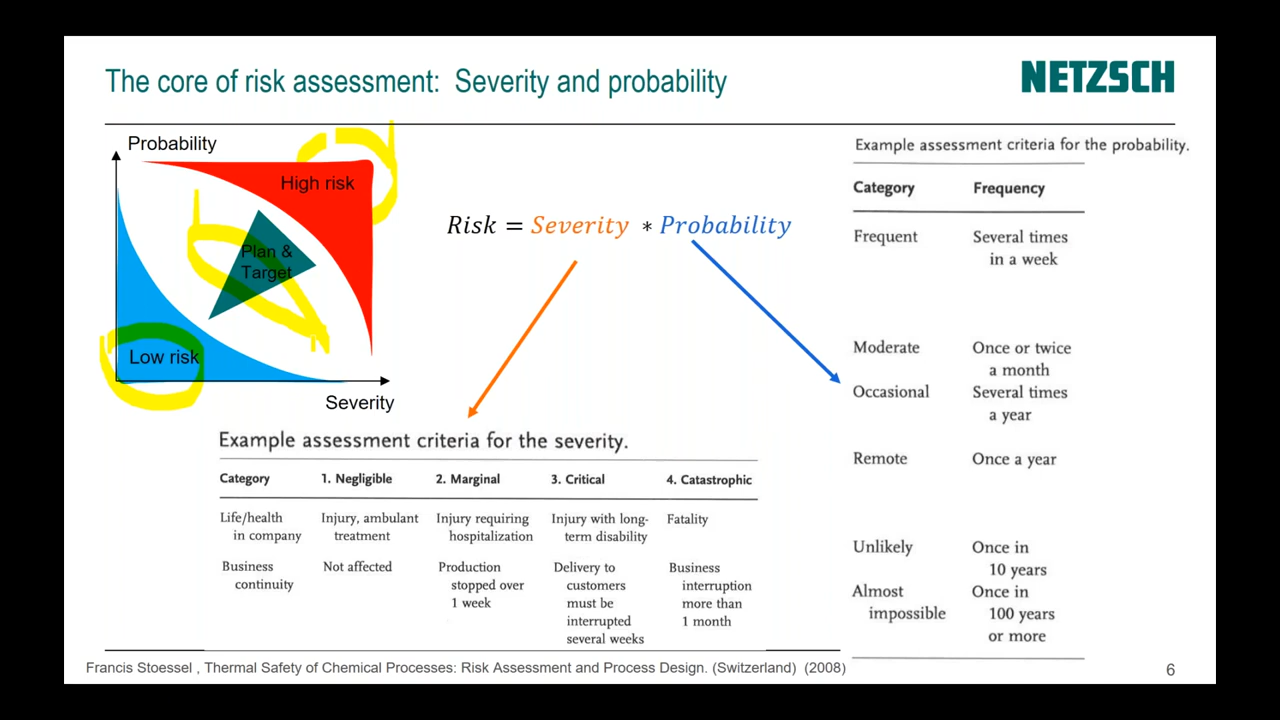 The core of risk assessment: Severity and probability
NETZSCH
Probability
High risk
Plan &
Target
Low risk
Severity
Risk = Severity * Probability
Example assessment criteria for the severity.
Category 1. Negligible 2. Marginal 3. Critical 4. Catastrophic
Life/health Injury, ambulant Injury requiring Injury with long- Fatality
in company treatment hospitalization term disability
Business Not affected Production Delivery to Business
continuity stopped over customers interruption
1 week must be more than
interrupted 1 month
several weeks
Example assessment criteria for the probability.
Category Frequency
Frequent Several times
in a week
Moderate Once or twice
a month
Occasional Several times
a year
Remote Once a year
Unlikely Once in
10 years
Almost Once in
impossible 100 years
or more
Francis Stoessel , Thermal Safety of Chemical Processes: Risk Assessment and Process Design. (Switzerland) (2008)
6